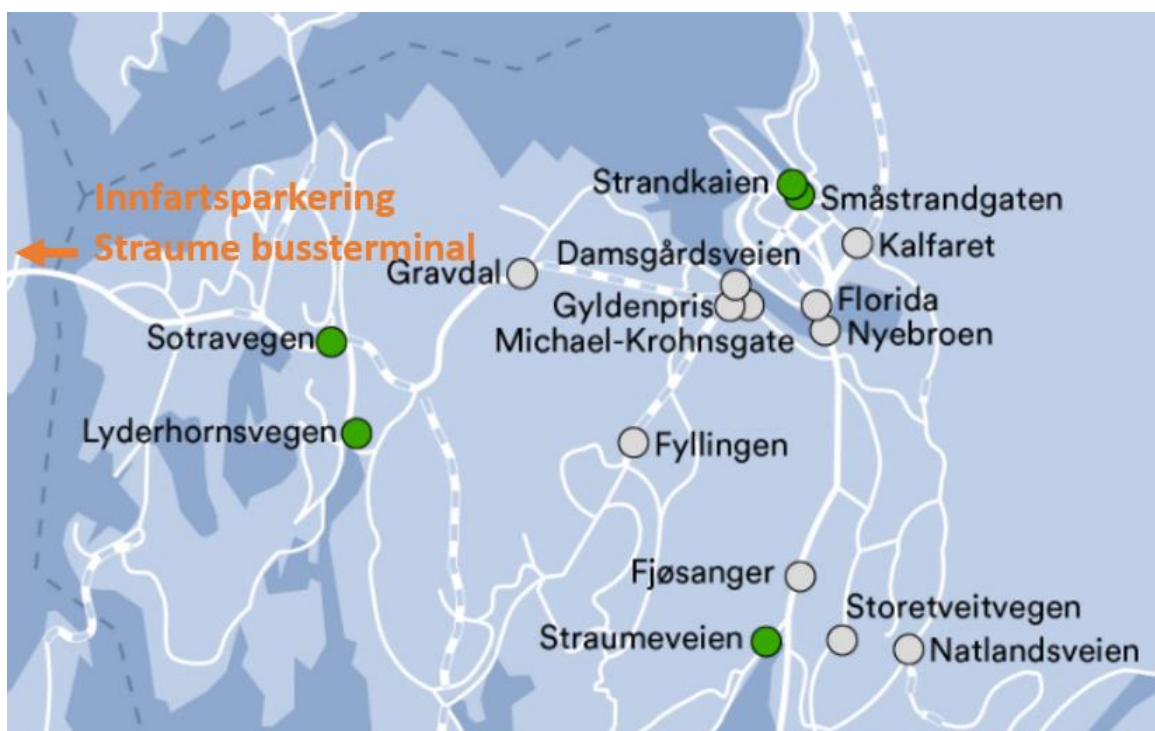 Strandkaien
Innfartsparkering
Småstrandgaten
Straume bussterminal
Damsgårdsveien
Kalfaret
Gravdal
Gyldenpris
Florida
Sotravegen
Michael-Krohnsgate
Nyebroen
Lyderhornsvegen
Fyllingen
Fjøsanger
Storetveitvegen
Straumeveien
Natlandsveien